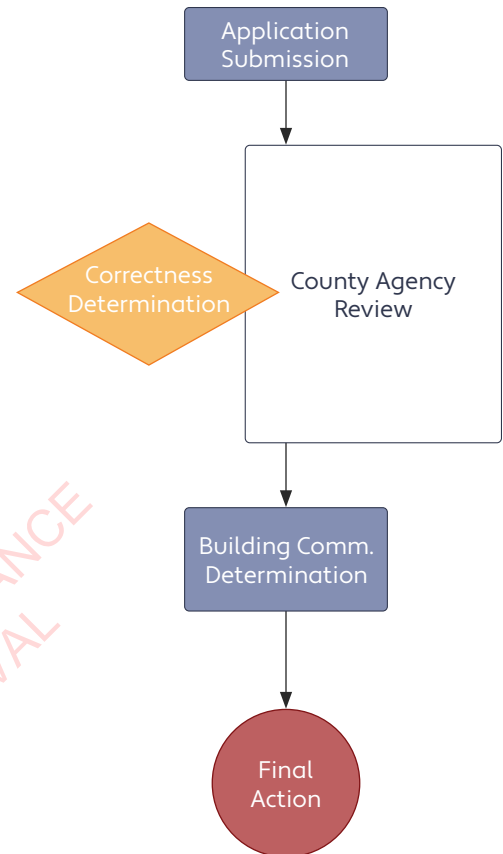 Application
Submission
Correctness
Determination
County Agency
Review
Building Comm.
Determination
Final
Action